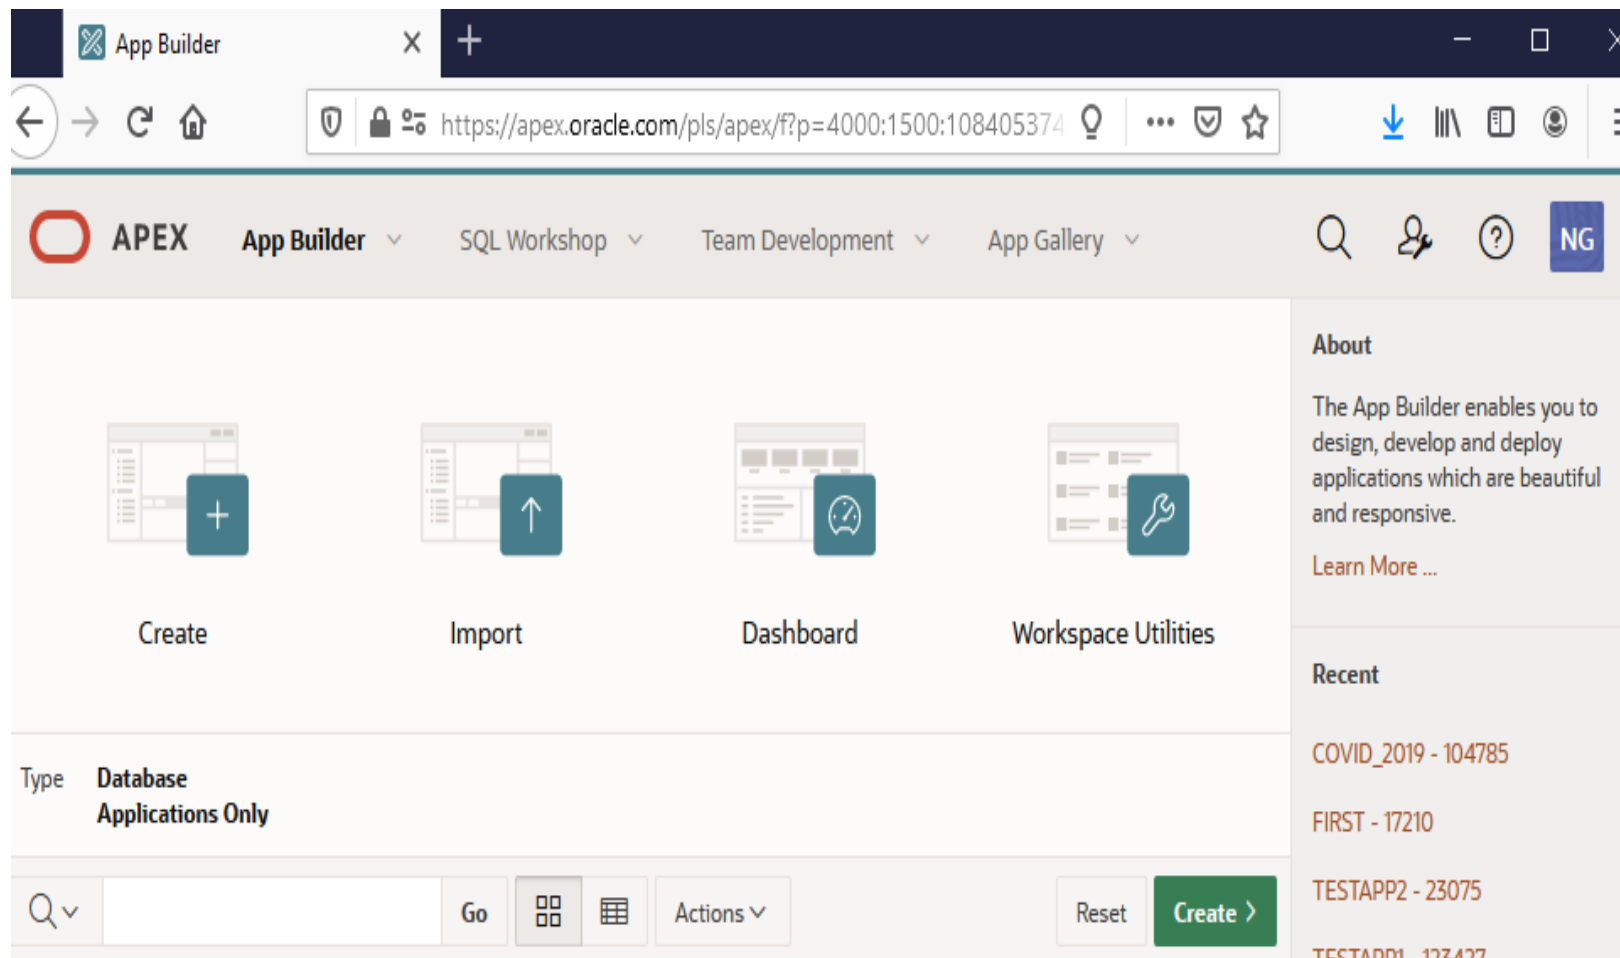 App Builder
https://apex.oracle.com/pls/apex/f?p=4000:1500:108405374
APEX App Builder SQL Workshop Team Development App Gallery NG
Create Import Dashboard Workspace Utilities
Type Database
Applications Only
Go Actions Reset Create
About
The App Builder enables you to
design, develop and deploy
applications which are beautiful
and responsive.
Learn More ...
Recent
COVID_2019 - 104785
FIRST - 17210
TESTAPP2 - 23075
TESTAPP1 - 123427